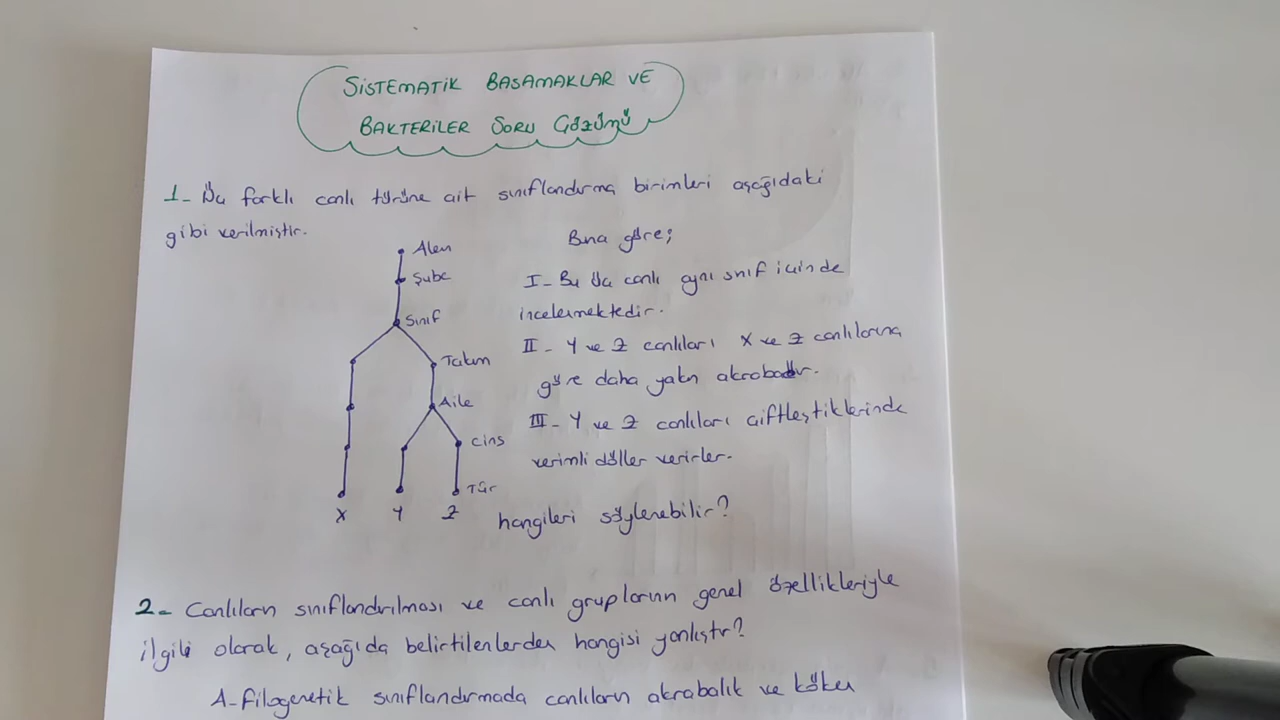 SİSTEMATİK BASAMAKLAR VE
BAKTERİLER SORU ÇÖZÜMÜ
1- Üç farklı canlı türüne ait sınıflandırma birimleri aşağıdaki
gibi verilmiştir.
Alem
Şube
Sınıf
Takım
Aile
cins
Tür
X Y Z
Buna göre;
I- Bu üç canlı aynı sınıf içinde
incelenmektedir.
II- Y ve Z canlıları X ve Z canlılarına
göre daha yakın akrabadır.
III- Y ve Z canlıları çiftleştiklerinde
verimli döller verirler.
hangileri söylenebilir?
2- Canlıların sınıflandırılması ve canlı gruplarının genel özellikleriyle
ilgili olarak, aşağıda belirtilenlerden hangisi yanlıştır?
A-filogenetik sınıflandırmada canlıların akrabalık ve köken